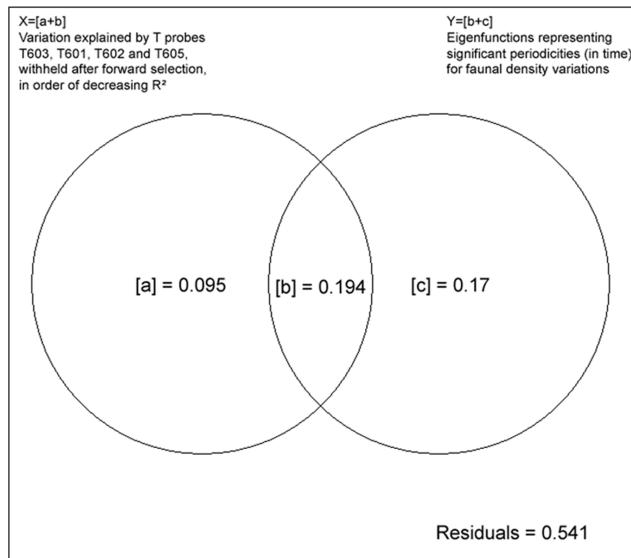 X=[a+b]
Variation explained by T probes
T603, T601, T602 and T605,
withheld after forward selection,
in order of decreasing R²
Y=[b+c]
Eigenfunctions representing
significant periodicities (in time)
for faunal density variations
[a] = 0.095
[b] = 0.194
[c] = 0.17
Residuals = 0.541